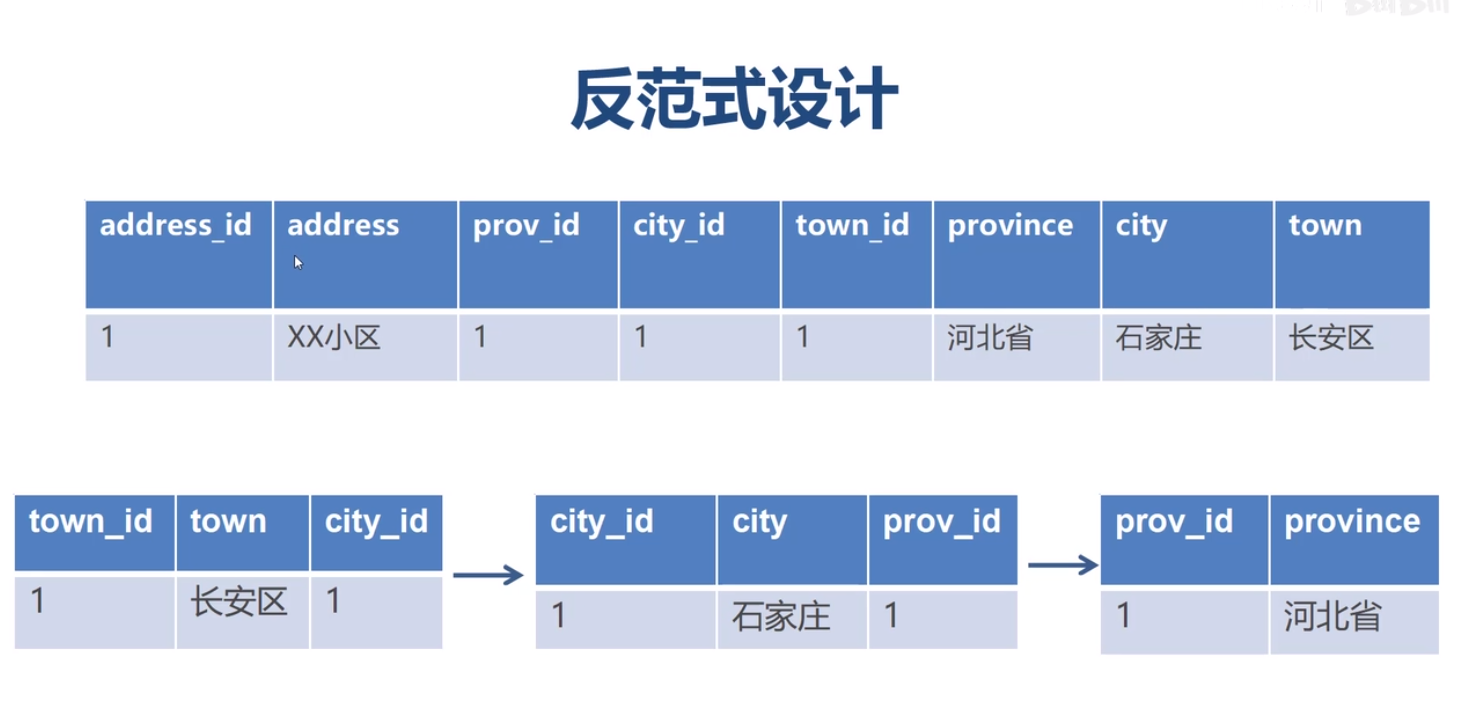 反范式设计
address_id address prov_id city_id town_id province city town
1 XX小区 1 1 1 河北省 石家庄 长安区
town_id town city_id city_id city prov_id prov_id province
1 长安区 1 1 石家庄 1 1 河北省